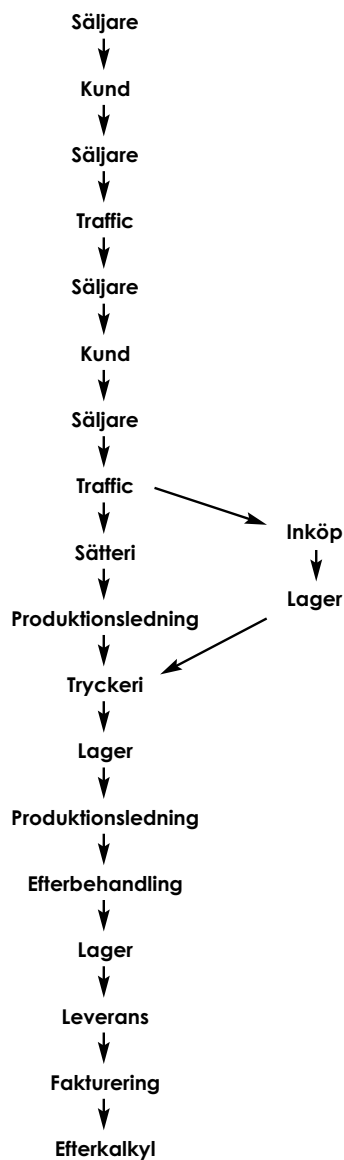 Säljare
Kund
Säljare
Traffic
Säljare
Kund
Säljare
Traffic
Inköp
Sätteri
Lager
Produktionsledning
Tryckeri
Lager
Produktionsledning
Efterbehandling
Lager
Leverans
Fakturering
Efterkalkyl